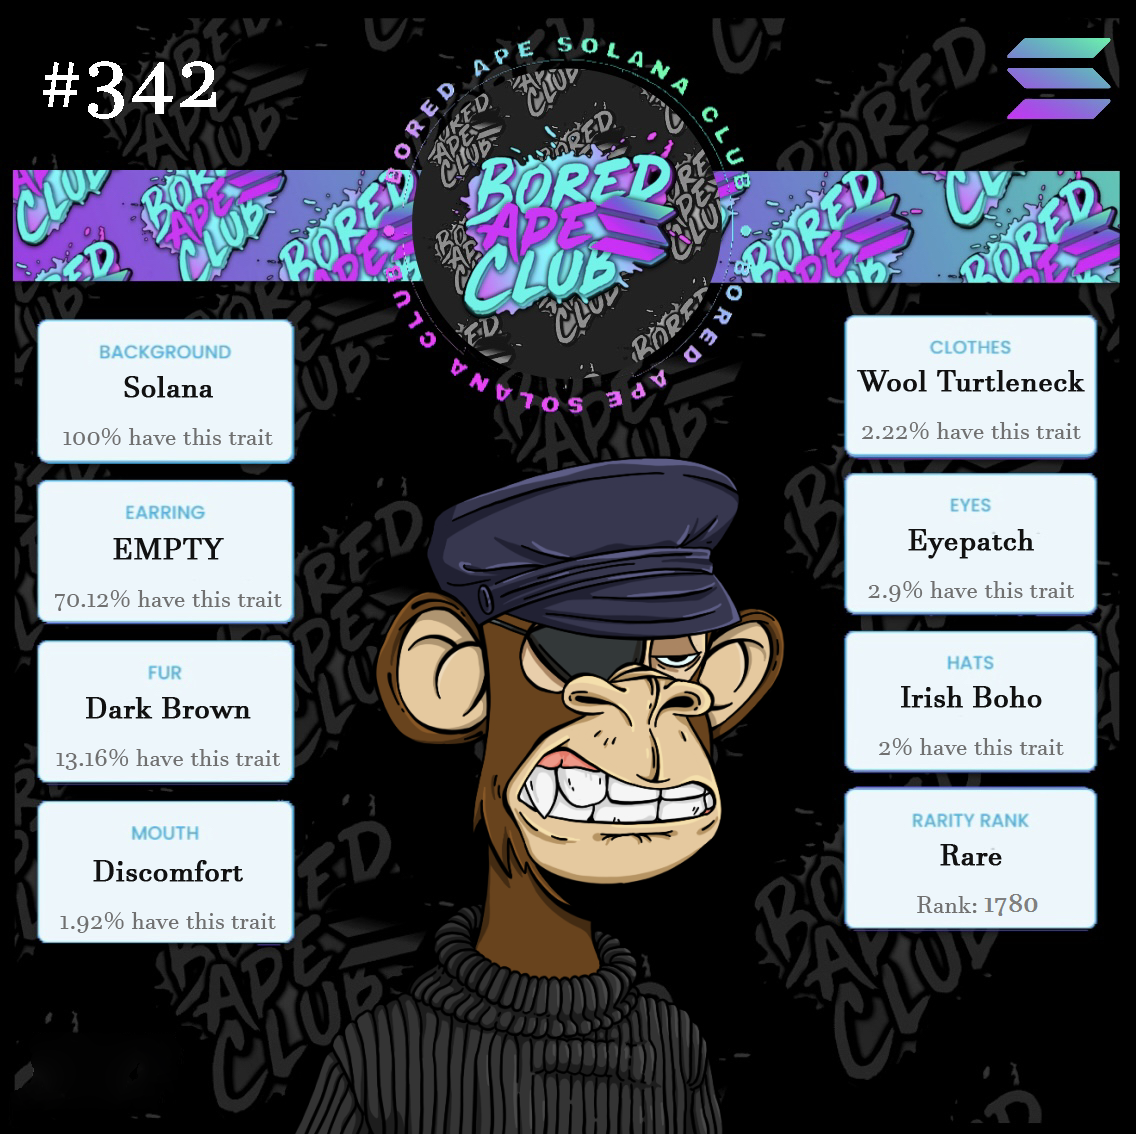 #342
BORED APE SOLANA CLUB
BORED APE SOLANA CLUB
BORED
APE
CLUB
BACKGROUND
Solana
100% have this trait
EARRING
EMPTY
70.12% have this trait
FUR
Dark Brown
13.16% have this trait
MOUTH
Discomfort
1.92% have this trait
CLOTHES
Wool Turtleneck
2.22% have this trait
EYES
Eyepatch
2.9% have this trait
HATS
Irish Boho
2% have this trait
RARITY RANK
Rare
Rank: 1780